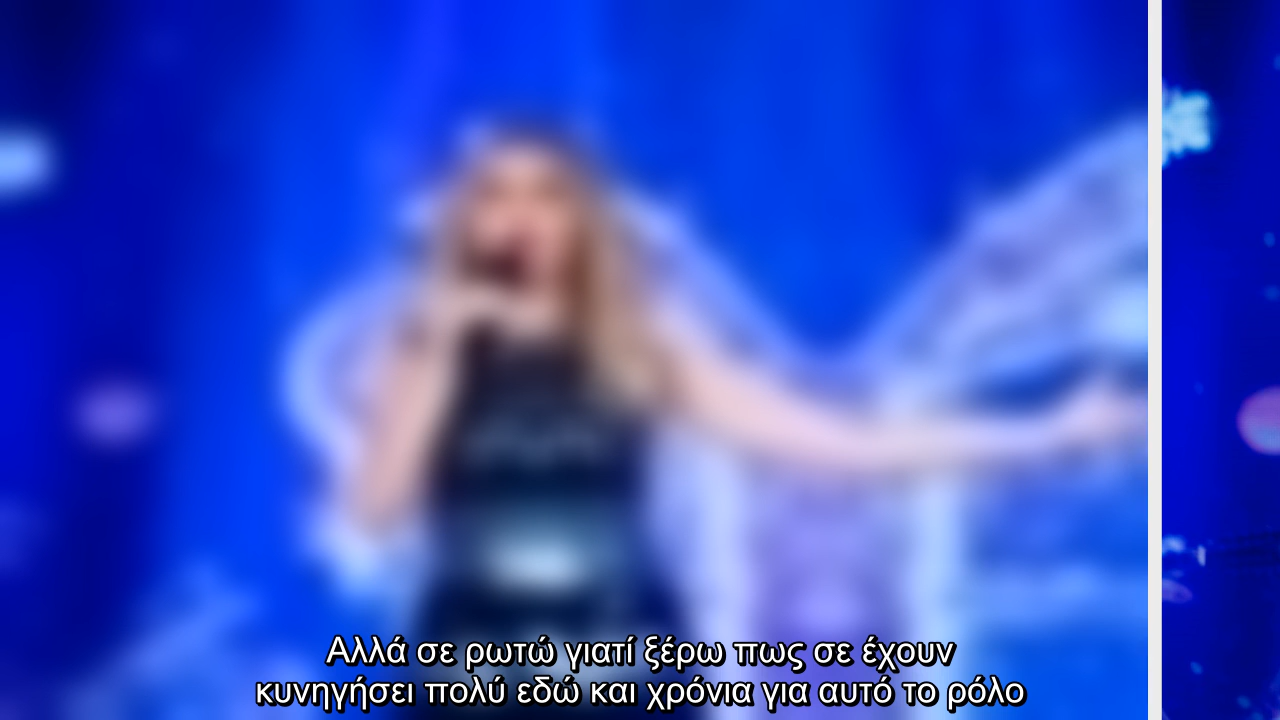 Αλλά σε ρωτώ γιατί ξέρω πως σε έχουν
κυνηγήσει πολύ εδώ και χρόνια για αυτό το ρόλο